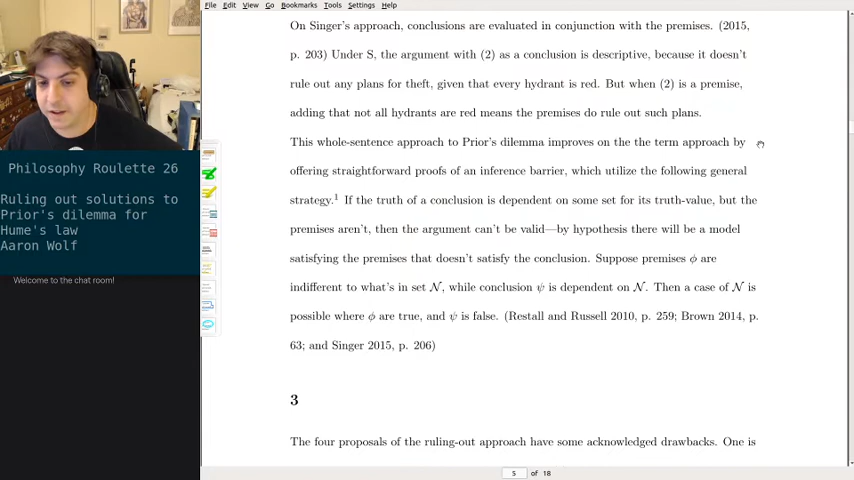 File Edit View Go Bookmarks Tools Settings Help
On Singer's approach, conclusions are evaluated in conjunction with the premises. (2015,
p. 203) Under S, the argument with (2) as a conclusion is descriptive, because it doesn't
rule out any plans for theft, given that every hydrant is red. But when (2) is a premise,
adding that not all hydrants are red means the premises do rule out such plans.
This whole-sentence approach to Prior's dilemma improves on the the term approach by
offering straightforward proofs of an inference barrier, which utilize the following general
strategy.¹ If the truth of a conclusion is dependent on some set for its truth-value, but the
premises aren't, then the argument can't be valid—by hypothesis there will be a model
satisfying the premises that doesn't satisfy the conclusion. Suppose premises ϕ are
indifferent to what's in set 𝒩, while conclusion ψ is dependent on 𝒩. Then a case of 𝒩 is
possible where ϕ are true, and ψ is false. (Restall and Russell 2010, p. 259; Brown 2014, p.
63; and Singer 2015, p. 206)
3
The four proposals of the ruling-out approach have some acknowledged drawbacks. One is
5 of 18
Philosophy Roulette 26
Ruling out solutions to
Prior's dilemma for
Hume's law
Aaron Wolf
Welcome to the chat room!